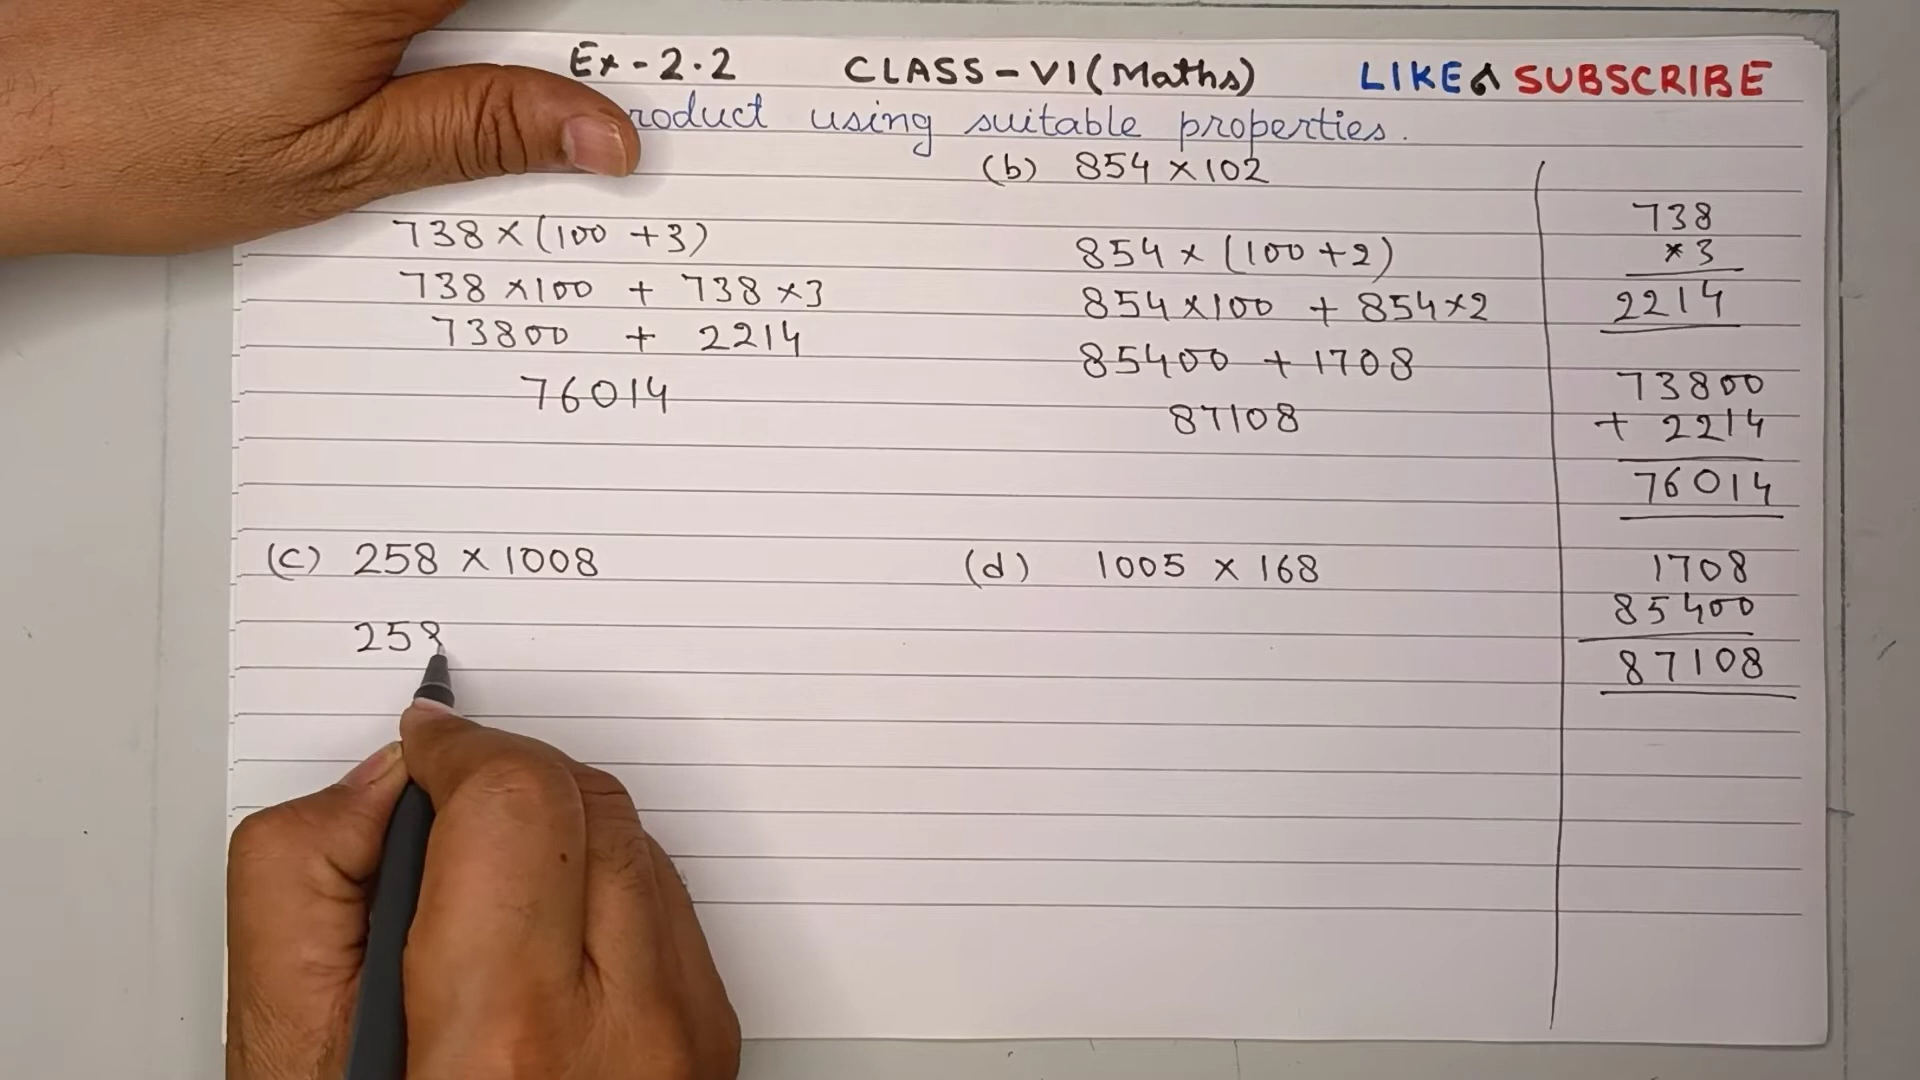 Ex-2.2 CLASS-VI (Maths) LIKE & SUBSCRIBE
product using suitable properties.
(b) 854 × 102
738 × (100 + 3)
738 × 100 + 738 × 3
73800 + 2214
76014
854 × (100 + 2)
854 × 100 + 854 × 2
85400 + 1708
87108
738
× 3
2214
73800
+ 2214
76014
(c) 258 × 1008
258
(d) 1005 × 168
1708
85400
87108